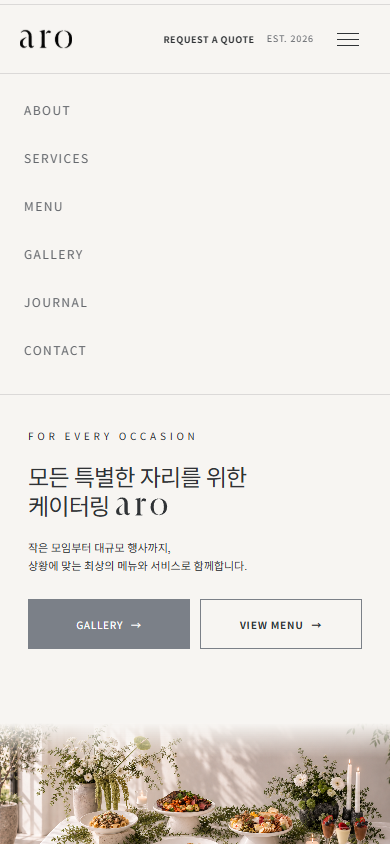 aro
REQUEST A QUOTE
EST. 2026
ABOUT
SERVICES
MENU
GALLERY
JOURNAL
CONTACT
FOR EVERY OCCASION
모든 특별한 자리를 위한
케이터링 aro
작은 모임부터 대규모 행사까지,
상황에 맞는 최상의 메뉴와 서비스로 함께합니다.
GALLERY →
VIEW MENU →